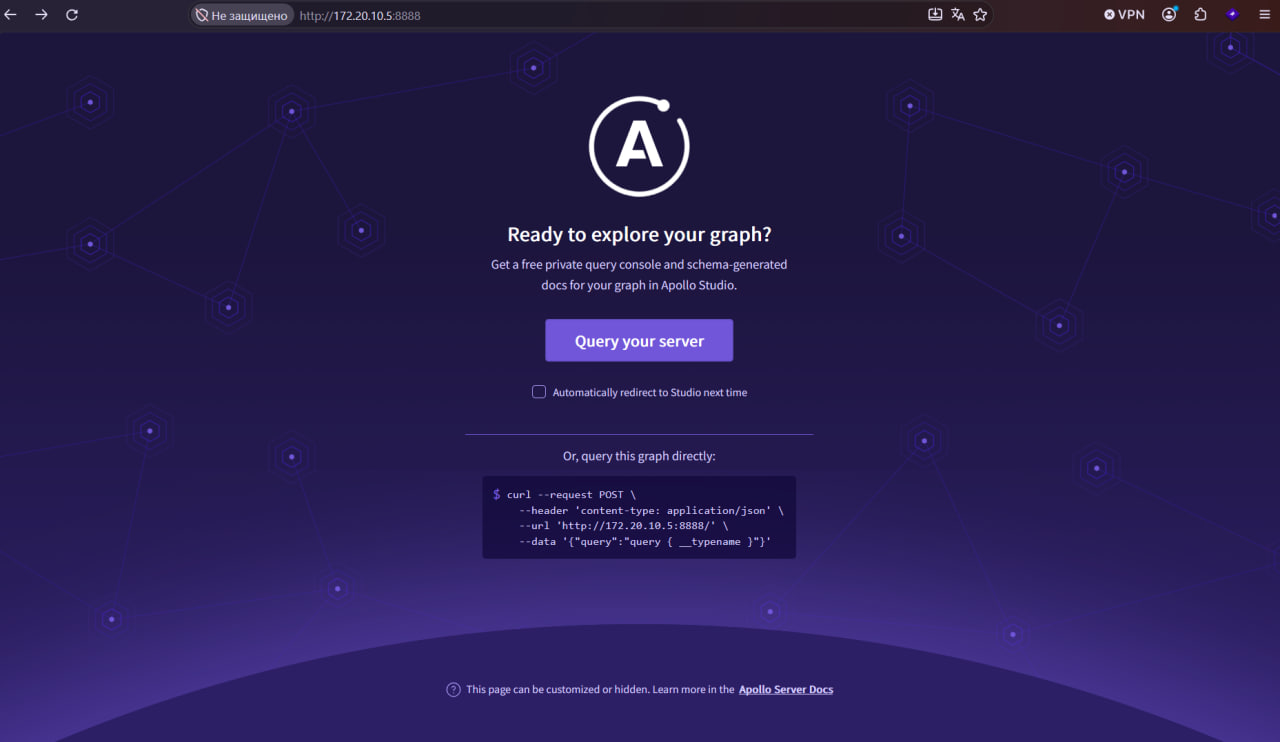 Не защищено http://172.20.10.5:8888 VPN
A
Ready to explore your graph?
Get a free private query console and schema-generated
docs for your graph in Apollo Studio.
Query your server
Automatically redirect to Studio next time
Or, query this graph directly:
$ curl --request POST \
--header 'content-type: application/json' \
--url 'http://172.20.10.5:8888/' \
--data '{"query":"query { __typename }"}'
? This page can be customized or hidden. Learn more in the Apollo Server Docs